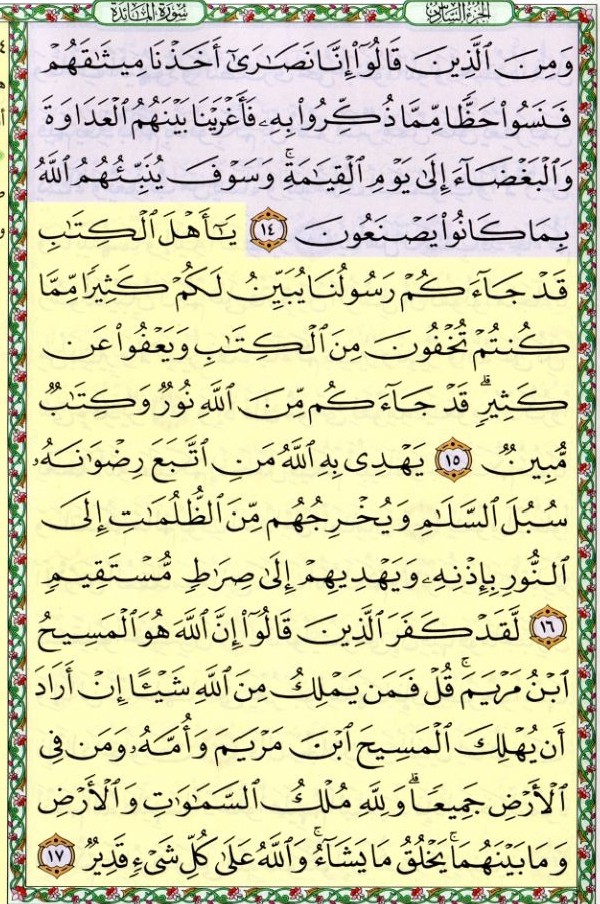 الجزء السادس سورة المائدة
وَمِنَ ٱلَّذِينَ قَالُوٓا۟ إِنَّا نَصَٰرَىٰٓ أَخَذْنَا مِيثَٰقَهُمْ
فَنَسُوا۟ حَظًّا مِّمَّا ذُكِّرُوا۟ بِهِۦ فَأَغْرَيْنَا بَيْنَهُمُ ٱلْعَدَاوَةَ
وَٱلْبَغْضَآءَ إِلَىٰ يَوْمِ ٱلْقِيَٰمَةِ ۚ وَسَوْفَ يُنَبِّئُهُمُ ٱللَّهُ
بِمَا كَانُوا۟ يَصْنَعُونَ ١٤ يَٰٓأَهْلَ ٱلْكِتَٰبِ
قَدْ جَآءَكُمْ رَسُولُنَا يُبَيِّنُ لَكُمْ كَثِيرًا مِّمَّا
كُنتُمْ تُخْفُونَ مِنَ ٱلْكِتَٰبِ وَيَعْفُوا۟ عَن
كَثِيرٍ ۚ قَدْ جَآءَكُم مِّنَ ٱللَّهِ نُورٌ وَكِتَٰبٌ
مُّبِينٌ ١٥ يَهْدِى بِهِ ٱللَّهُ مَنِ ٱتَّبَعَ رِضْوَٰنَهُۥ
سُبُلَ ٱلسَّلَٰمِ وَيُخْرِجُهُم مِّنَ ٱلظُّلُمَٰتِ إِلَى
ٱلنُّورِ بِإِذْنِهِۦ وَيَهْدِيهِمْ إِلَىٰ صِرَٰطٍ مُّسْتَقِيمٍ
١٦ لَّقَدْ كَفَرَ ٱلَّذِينَ قَالُوٓا۟ إِنَّ ٱللَّهَ هُوَ ٱلْمَسِيحُ
ٱبْنُ مَرْيَمَ ۚ قُلْ فَمَن يَمْلِكُ مِنَ ٱللَّهِ شَيْـًٔا إِنْ أَرَادَ
أَن يُهْلِكَ ٱلْمَسِيحَ ٱبْنَ مَرْيَمَ وَأُمَّهُۥ وَمَن فِى
ٱلْأَرْضِ جَمِيعًا ۗ وَلِلَّهِ مُلْكُ ٱلسَّمَٰوَٰتِ وَٱلْأَرْضِ
وَمَا بَيْنَهُمَا ۚ يَخْلُقُ مَا يَشَآءُ ۚ وَٱللَّهُ عَلَىٰ كُلِّ شَىْءٍ قَدِيرٌ ١٧